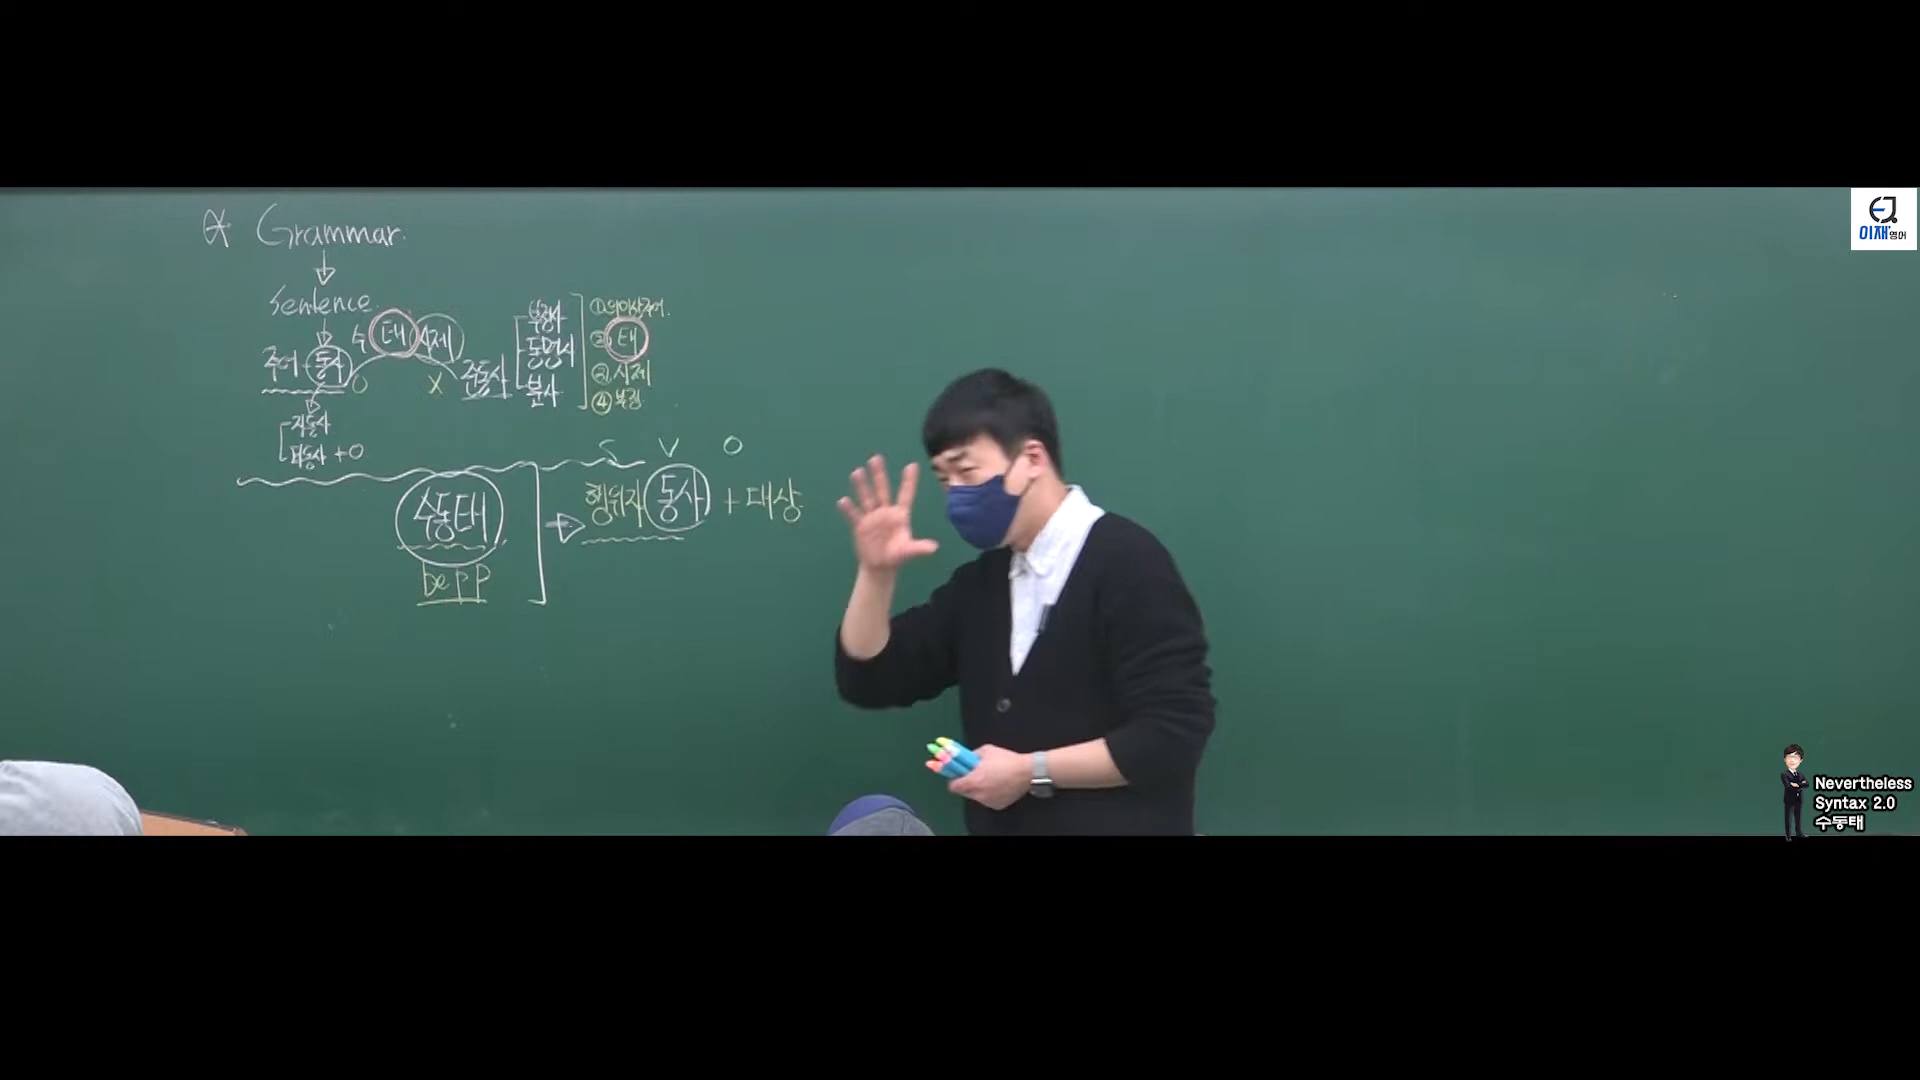 Grammar.
Sentence.
수 태 시제
주어 동사 O X 준동사
부정사
동명사
분사
① 의미상주어.
② 태
③ 시제
④ 부정
자동사
타동사 +O
S V O
수동태
be P P
행위자 동사 + 대상
EJ
이재영어
Nevertheless
Syntax 2.0
수동태